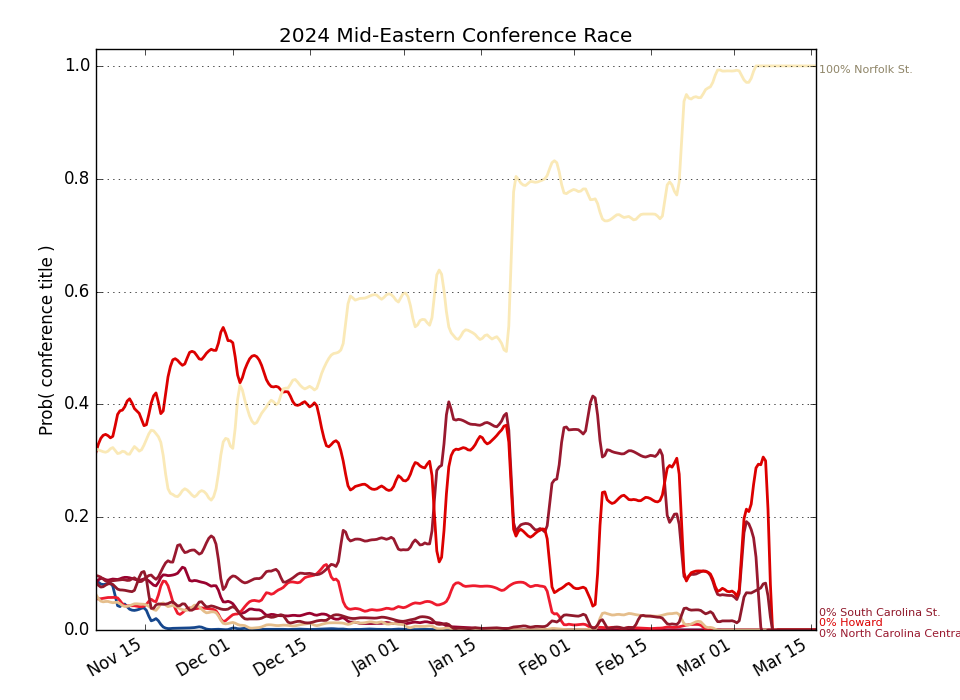 2024 Mid-Eastern Conference Race
Prob( conference title )
1.0
0.8
0.6
0.4
0.2
0.0
Nov 15
Dec 01
Dec 15
Jan 01
Jan 15
Feb 01
Feb 15
Mar 01
Mar 15
100% Norfolk St.
0% South Carolina St.
0% Howard
0% North Carolina Centra